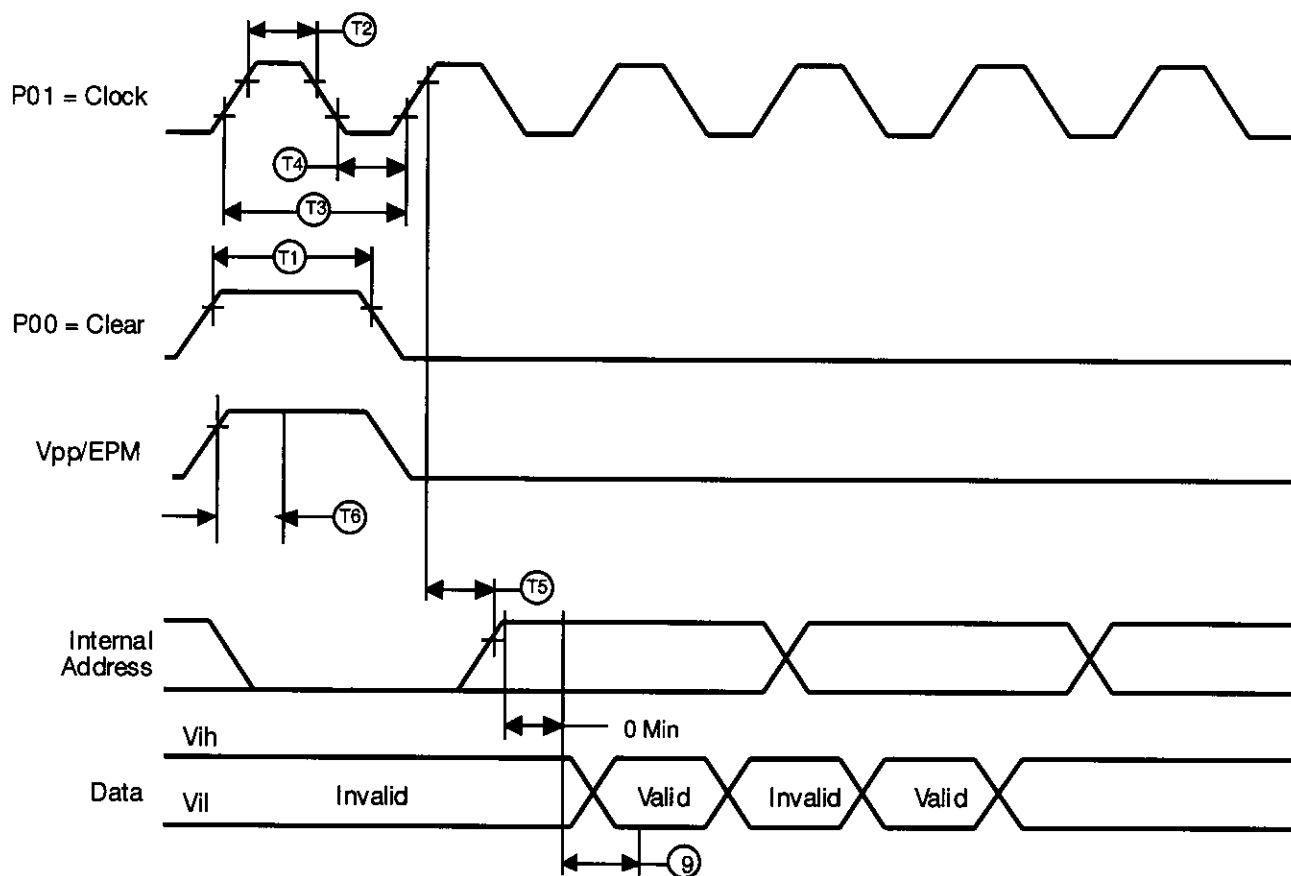 T2
P01 = Clock
T4
T3
T1
P00 = Clear
Vpp/EPM
T6
T5
Internal
Address
0 Min
Vih
Data
Vil
Invalid
Valid
Invalid
Valid
9